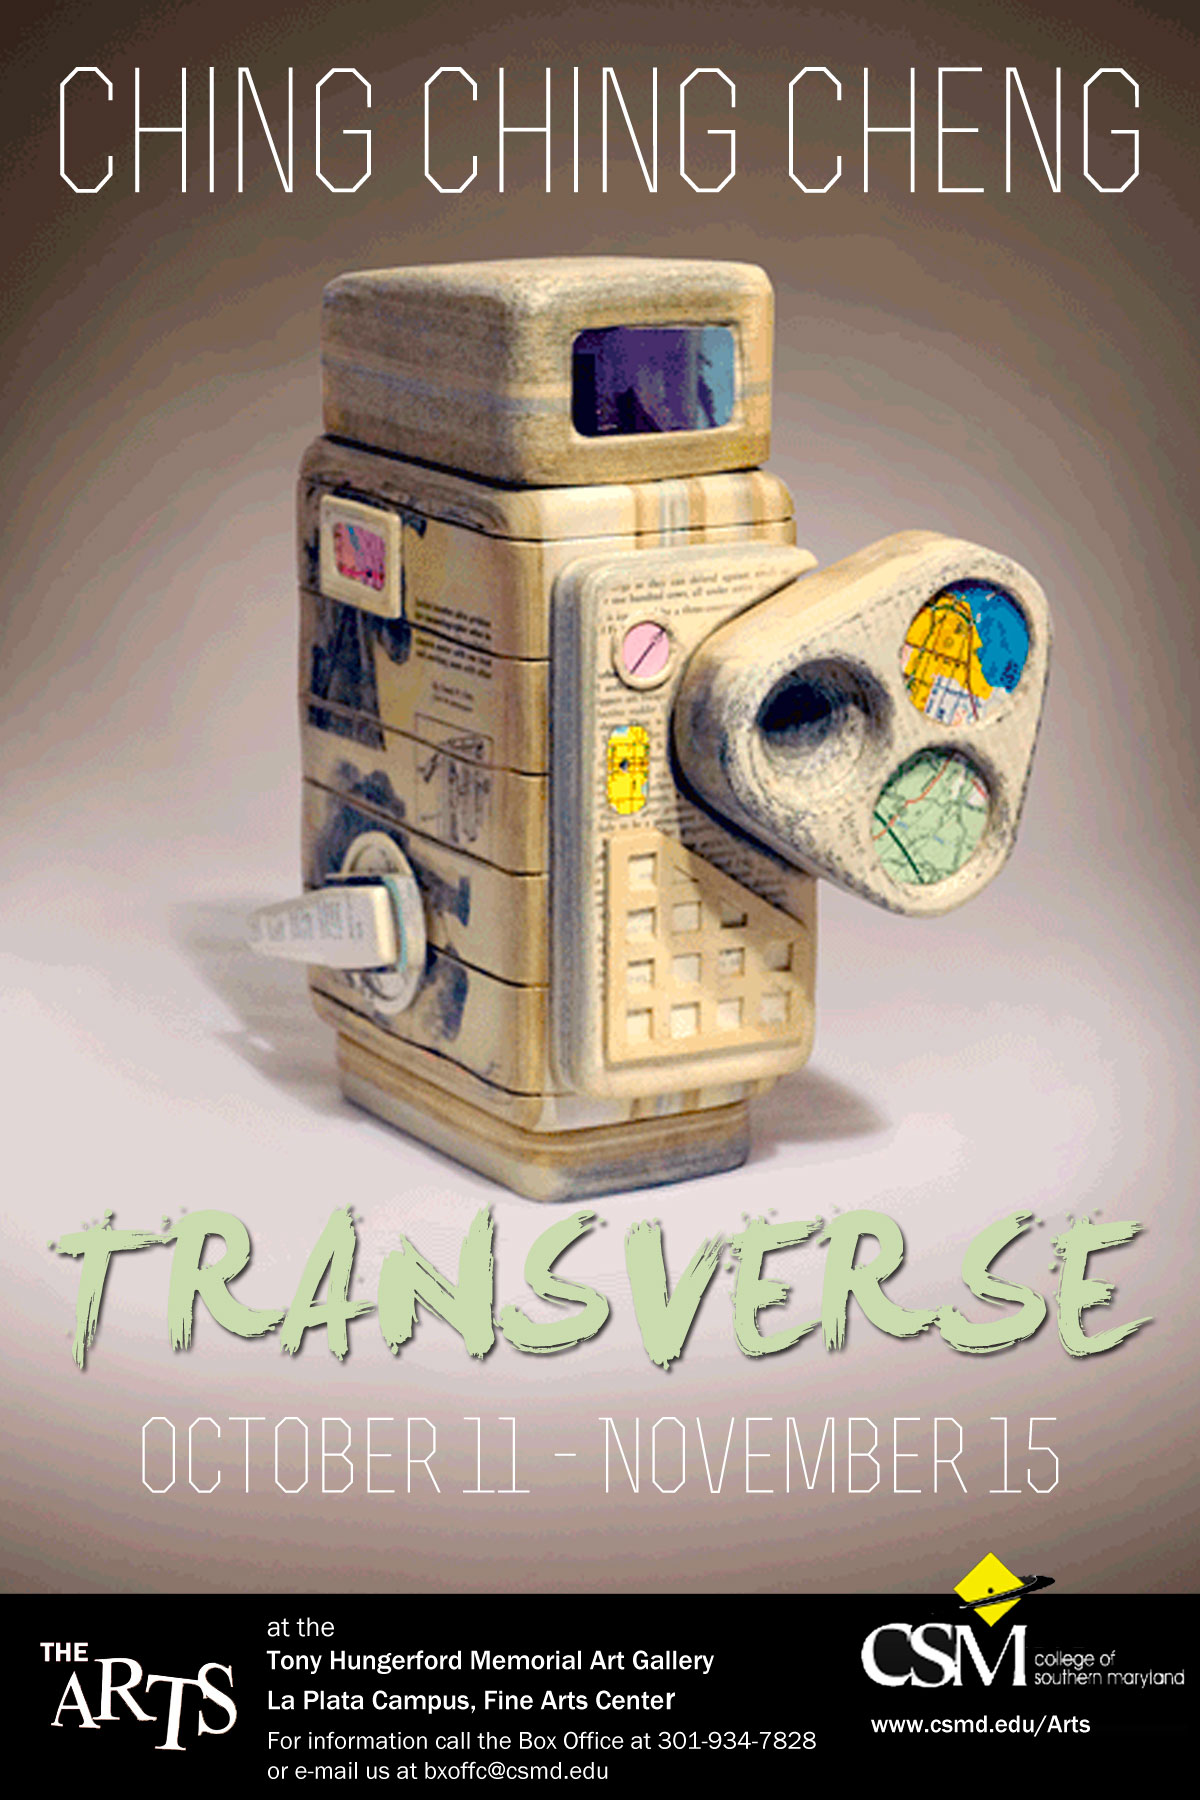 CHING CHING CHENG
TRANSVERSE
OCTOBER 11 - NOVEMBER 15
THE
ARTS
at the
Tony Hungerford Memorial Art Gallery
La Plata Campus, Fine Arts Center
For information call the Box Office at 301-934-7828
or e-mail us at bxoffc@csmd.edu
CSM
college of
southern maryland
www.csmd.edu/Arts